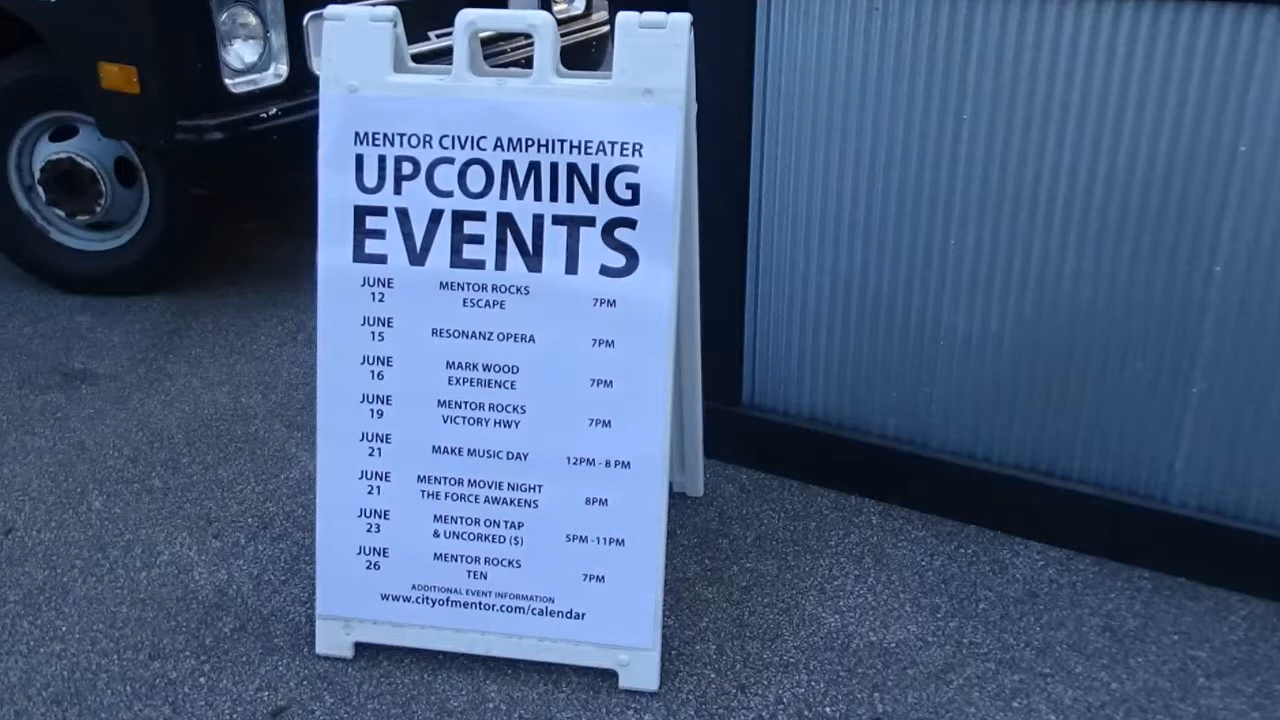 MENTOR CIVIC AMPHITHEATER
UPCOMING
EVENTS
JUNE
12
MENTOR ROCKS
ESCAPE
7PM
JUNE
15
RESONANZ OPERA
7PM
JUNE
16
MARK WOOD
EXPERIENCE
7PM
JUNE
19
MENTOR ROCKS
VICTORY HWY
7PM
JUNE
21
MAKE MUSIC DAY
12PM - 8 PM
JUNE
21
MENTOR MOVIE NIGHT
THE FORCE AWAKENS
8PM
JUNE
23
MENTOR ON TAP
& UNCORKED ($)
5PM -11PM
JUNE
26
MENTOR ROCKS
TEN
7PM
ADDITIONAL EVENT INFORMATION
www.cityofmentor.com/calendar